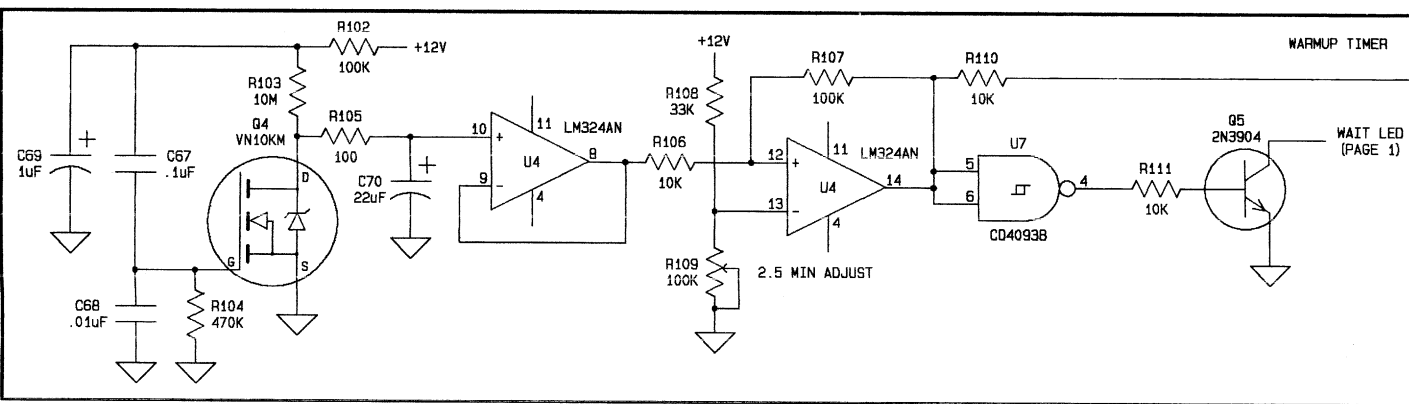 R102
+12V
100K
R103
10M
Q4
VN10KM
R105
100
C69
1uF
+
C67
.1uF
D
G
S
C68
.01uF
R104
470K
C70
22uF
+
10
+
9
-
11
LM324AN
U4
8
4
R106
10K
+12V
R108
33K
R109
100K
2.5 MIN ADJUST
R107
100K
12
+
13
-
11
LM324AN
U4
14
4
R110
10K
WARMUP TIMER
5
6
U7
4
CD4093B
R111
10K
Q5
2N3904
WAIT LED
(PAGE 1)